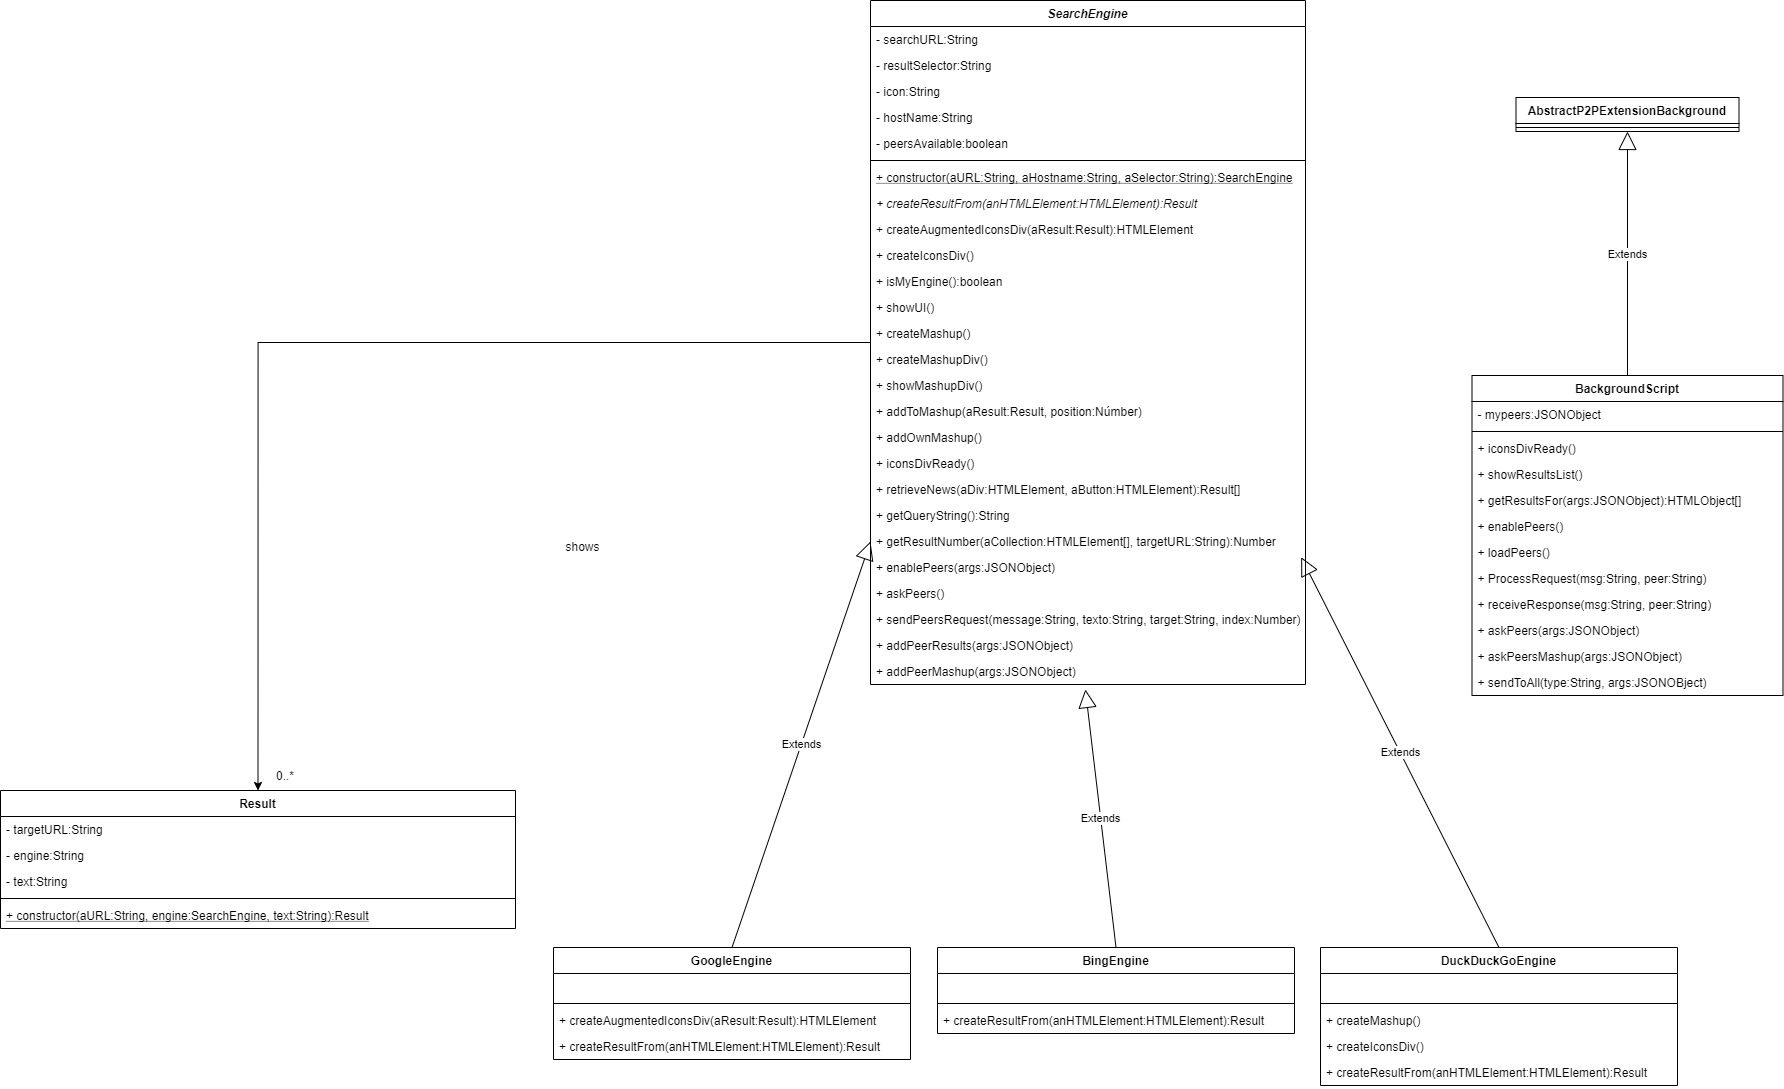 SearchEngine
- searchURL:String
- resultSelector:String
- icon:String
- hostName:String
- peersAvailable:boolean
+ constructor(aURL:String, aHostname:String, aSelector:String):SearchEngine
+ createResultFrom(anHTMLElement:HTMLElement):Result
+ createAugmentedIconsDiv(aResult:Result):HTMLElement
+ createIconsDiv()
+ isMyEngine():boolean
+ showUI()
+ createMashup()
+ createMashupDiv()
+ showMashupDiv()
+ addToMashup(aResult:Result, position:Númber)
+ addOwnMashup()
+ iconsDivReady()
+ retrieveNews(aDiv:HTMLElement, aButton:HTMLElement):Result[]
+ getQueryString():String
+ getResultNumber(aCollection:HTMLElement[], targetURL:String):Number
+ enablePeers(args:JSONObject)
+ askPeers()
+ sendPeersRequest(message:String, texto:String, target:String, index:Number)
+ addPeerResults(args:JSONObject)
+ addPeerMashup(args:JSONObject)
AbstractP2PExtensionBackground
Extends
BackgroundScript
- mypeers:JSONObject
+ iconsDivReady()
+ showResultsList()
+ getResultsFor(args:JSONObject):HTMLObject[]
+ enablePeers()
+ loadPeers()
+ ProcessRequest(msg:String, peer:String)
+ receiveResponse(msg:String, peer:String)
+ askPeers(args:JSONObject)
+ askPeersMashup(args:JSONObject)
+ sendToAll(type:String, args:JSONOBject)
shows
0..*
Result
- targetURL:String
- engine:String
- text:String
+ constructor(aURL:String, engine:SearchEngine, text:String):Result
Extends
Extends
Extends
GoogleEngine
+ createAugmentedIconsDiv(aResult:Result):HTMLElement
+ createResultFrom(anHTMLElement:HTMLElement):Result
BingEngine
+ createResultFrom(anHTMLElement:HTMLElement):Result
DuckDuckGoEngine
+ createMashup()
+ createIconsDiv()
+ createResultFrom(anHTMLElement:HTMLElement):Result